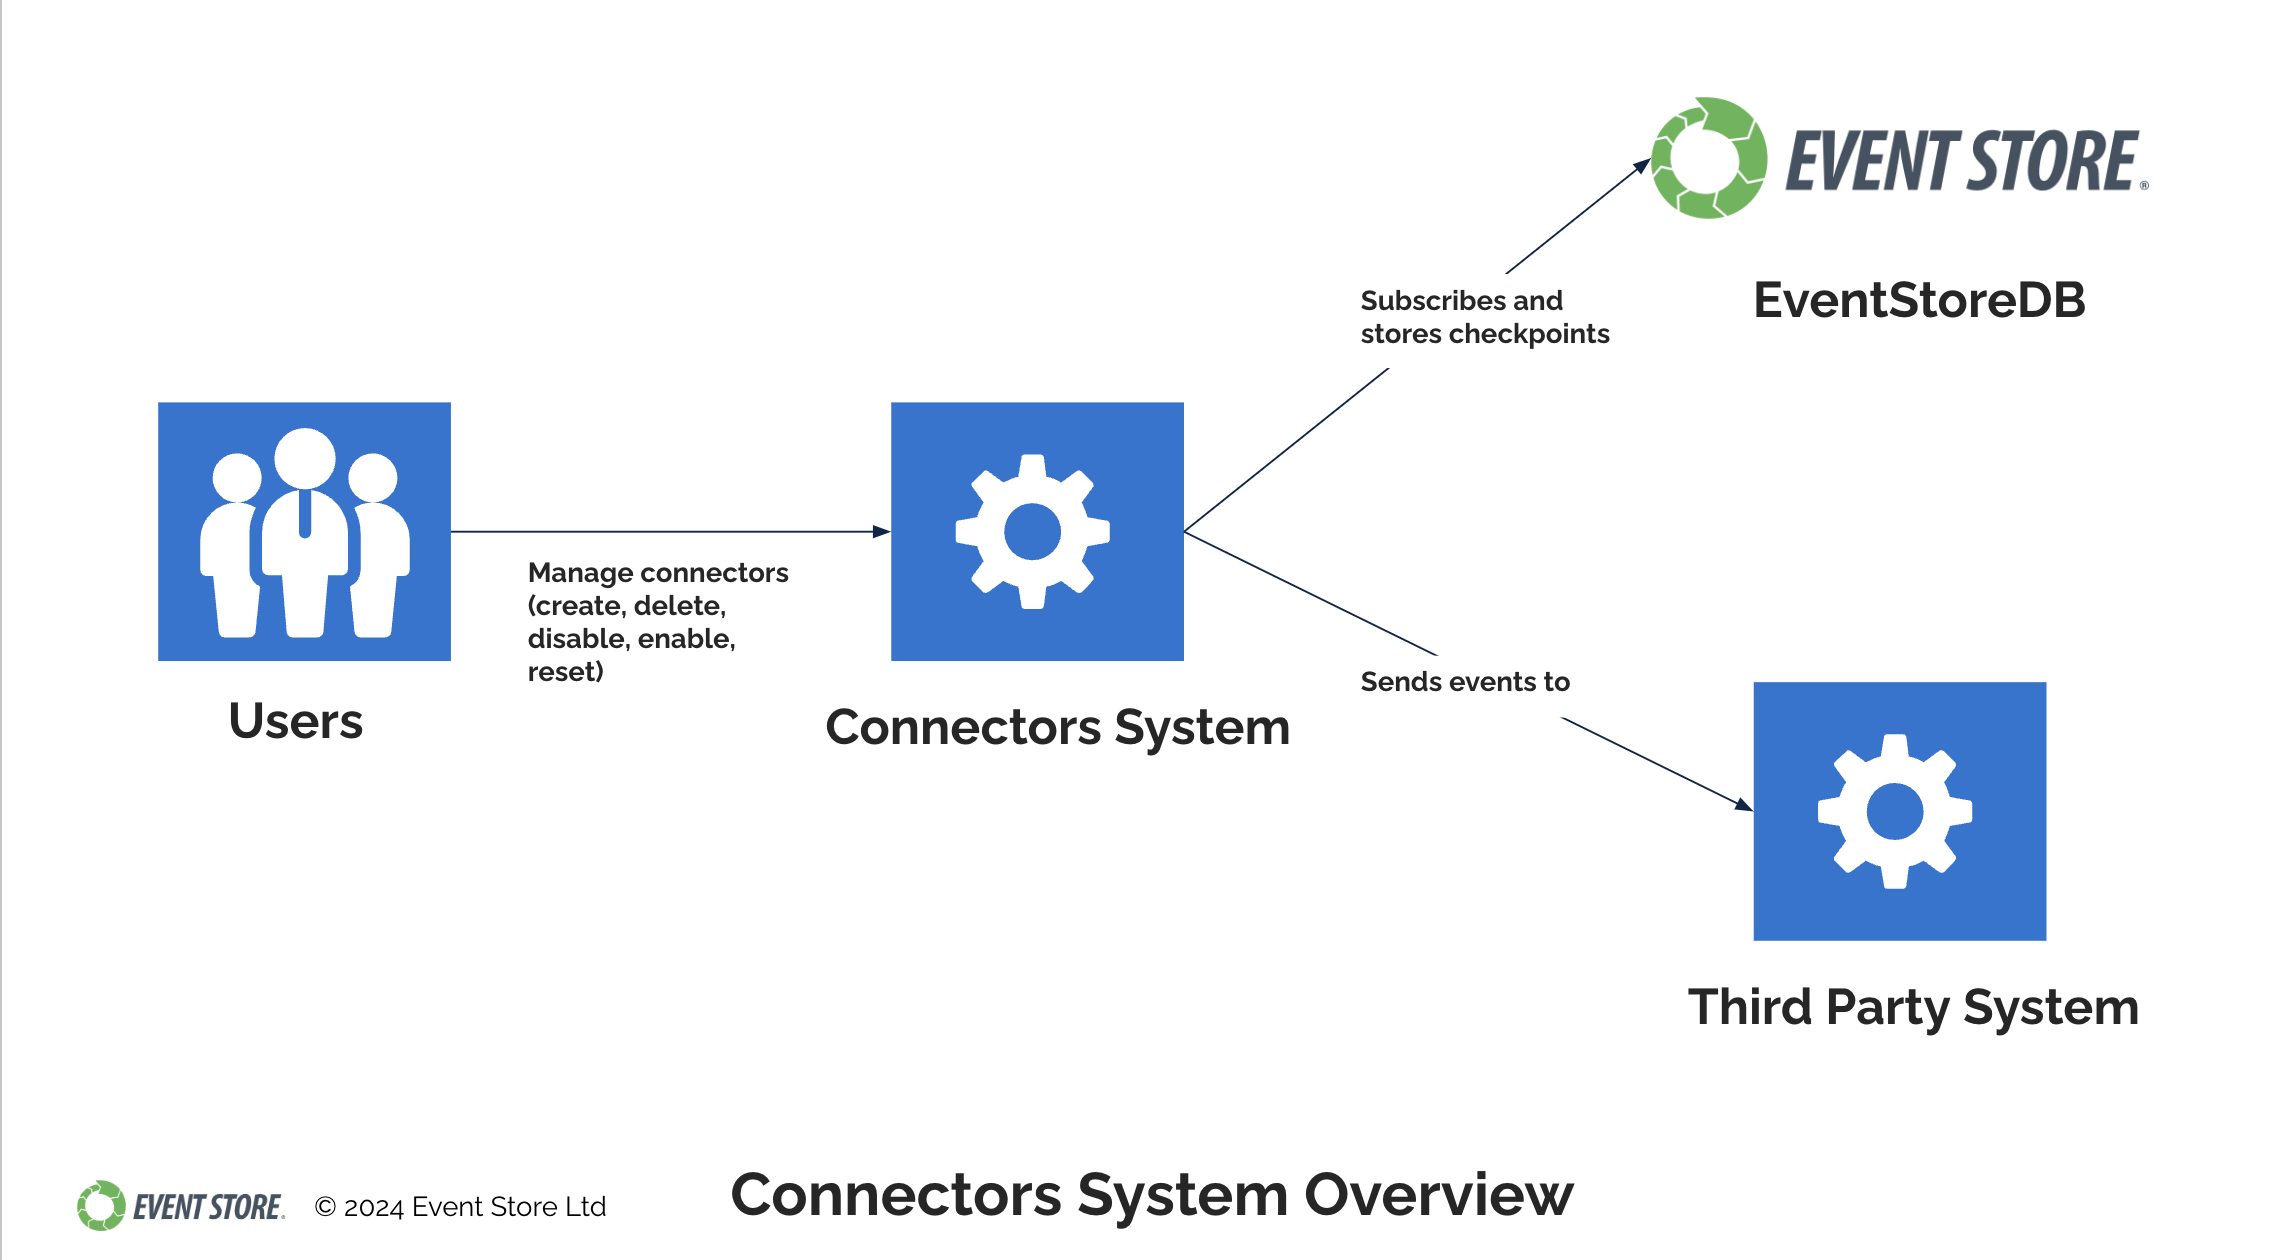 EVENT STORE®
EventStoreDB
Subscribes and
stores checkpoints
Manage connectors
(create, delete,
disable, enable,
reset)
Users
Connectors System
Sends events to
Third Party System
EVENT STORE®
© 2024 Event Store Ltd
Connectors System Overview